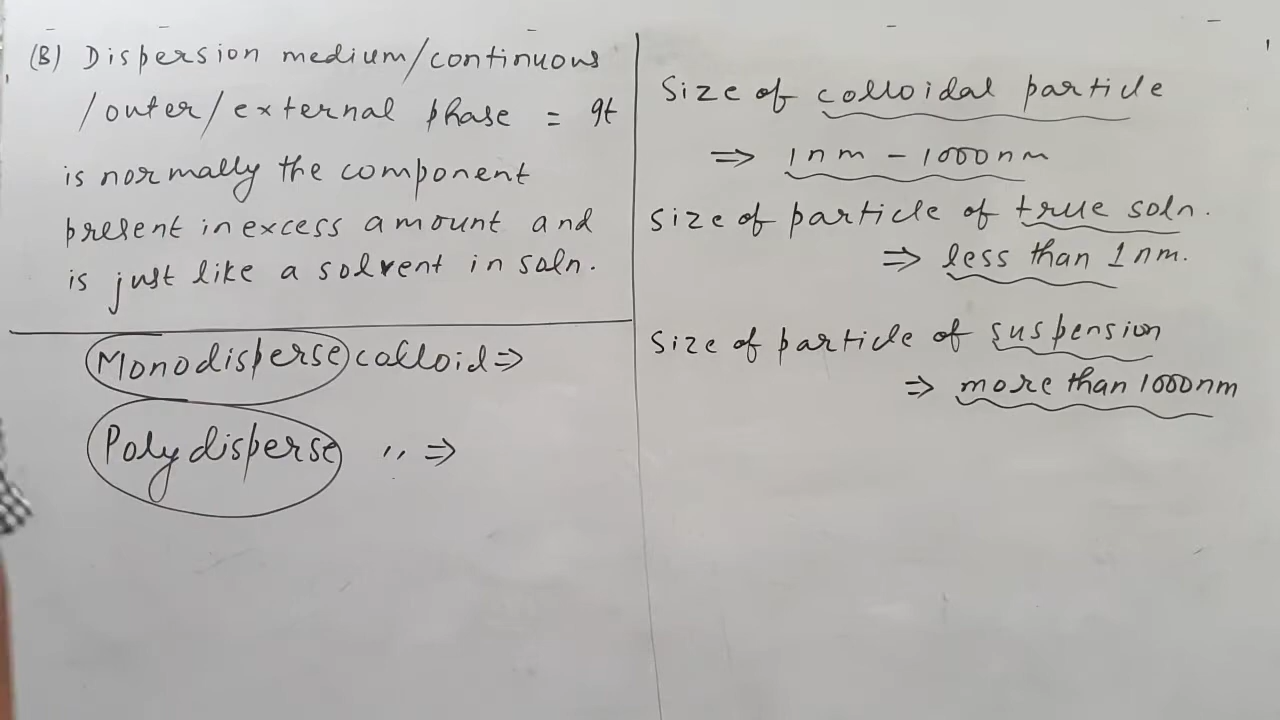 (B) Dispersion medium/continuous
/outer/external phase = It
is normally the component
present in excess amount and
is just like a solvent in soln.
Monodisperse colloid ⇒
Polydisperse ,, ⇒
Size of colloidal particle
⇒ 1nm - 1000nm
Size of particle of true soln.
⇒ less than 1nm.
Size of particle of suspension
⇒ more than 1000nm